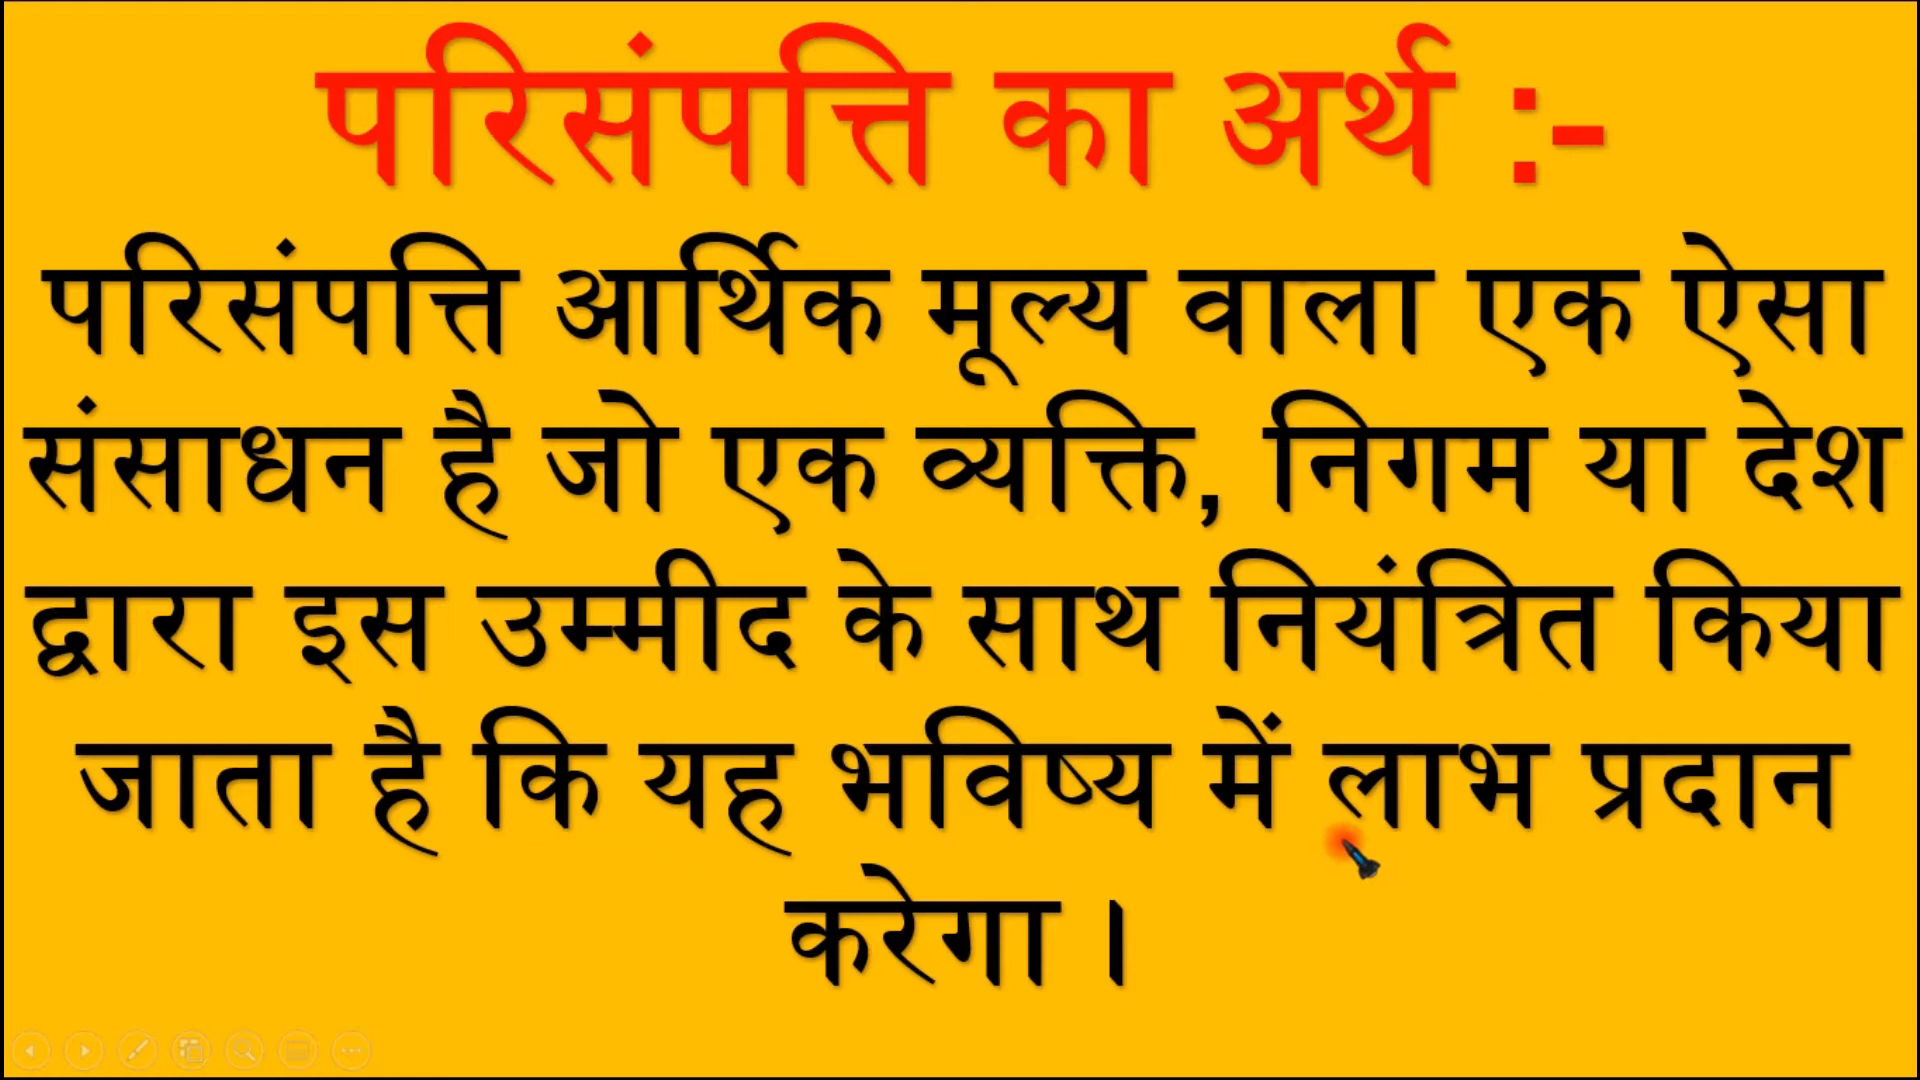 परिसंपत्ति का अर्थ :-
परिसंपत्ति आर्थिक मूल्य वाला एक ऐसा
संसाधन है जो एक व्यक्ति, निगम या देश
द्वारा इस उम्मीद के साथ नियंत्रित किया
जाता है कि यह भविष्य में लाभ प्रदान
करेगा ।